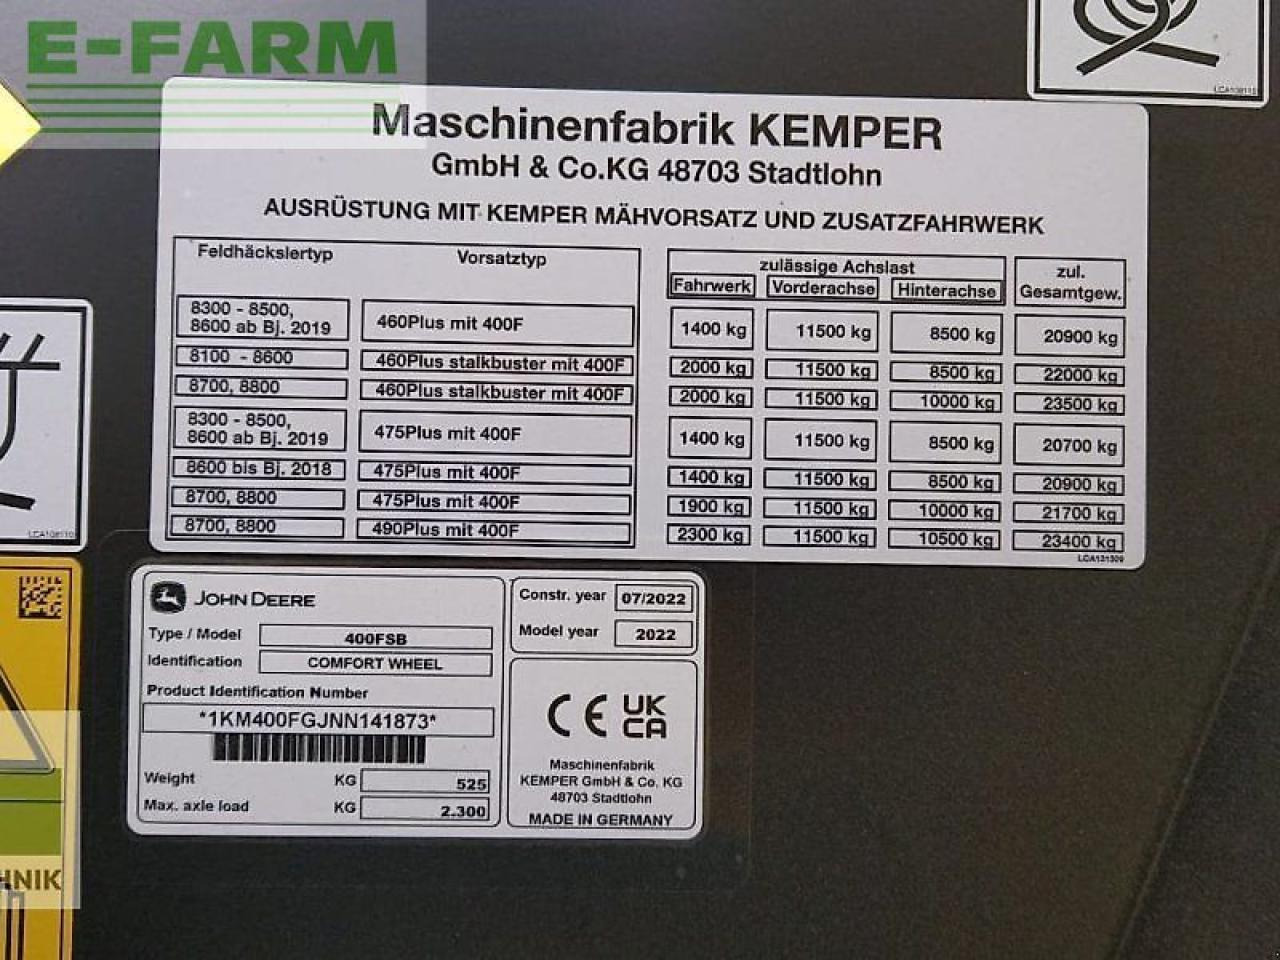 E-FARM
LCA108110
Maschinenfabrik KEMPER
GmbH & Co.KG 48703 Stadtlohn
AUSRÜSTUNG MIT KEMPER MÄHVORSATZ UND ZUSATZFAHRWERK
Feldhäckslertyp Vorsatztyp zulässige Achslast zul. Gesamtgew.
Fahrwerk Vorderachse Hinterachse
8300 - 8500, 8600 ab Bj. 2019 460Plus mit 400F 1400 kg 11500 kg 8500 kg 20900 kg
8100 - 8600 460Plus stalkbuster mit 400F 2000 kg 11500 kg 8500 kg 22000 kg
8700, 8800 460Plus stalkbuster mit 400F 2000 kg 11500 kg 10000 kg 23500 kg
8300 - 8500, 8600 ab Bj. 2019 475Plus mit 400F 1400 kg 11500 kg 8500 kg 20700 kg
8600 bis Bj. 2018 475Plus mit 400F 1400 kg 11500 kg 8500 kg 20900 kg
8700, 8800 475Plus mit 400F 1900 kg 11500 kg 10000 kg 21700 kg
8700, 8800 490Plus mit 400F 2300 kg 11500 kg 10500 kg 23400 kg
LCA131309
LCA108110
JOHN DEERE
Type / Model 400FSB
Identification COMFORT WHEEL
Product Identification Number
*1KM400FGJNN141873*
Weight KG 525
Max. axle load KG 2.300
Constr. year 07/2022
Model year 2022
CE UK CA
Maschinenfabrik
KEMPER GmbH & Co. KG
48703 Stadtlohn
MADE IN GERMANY
HNIK